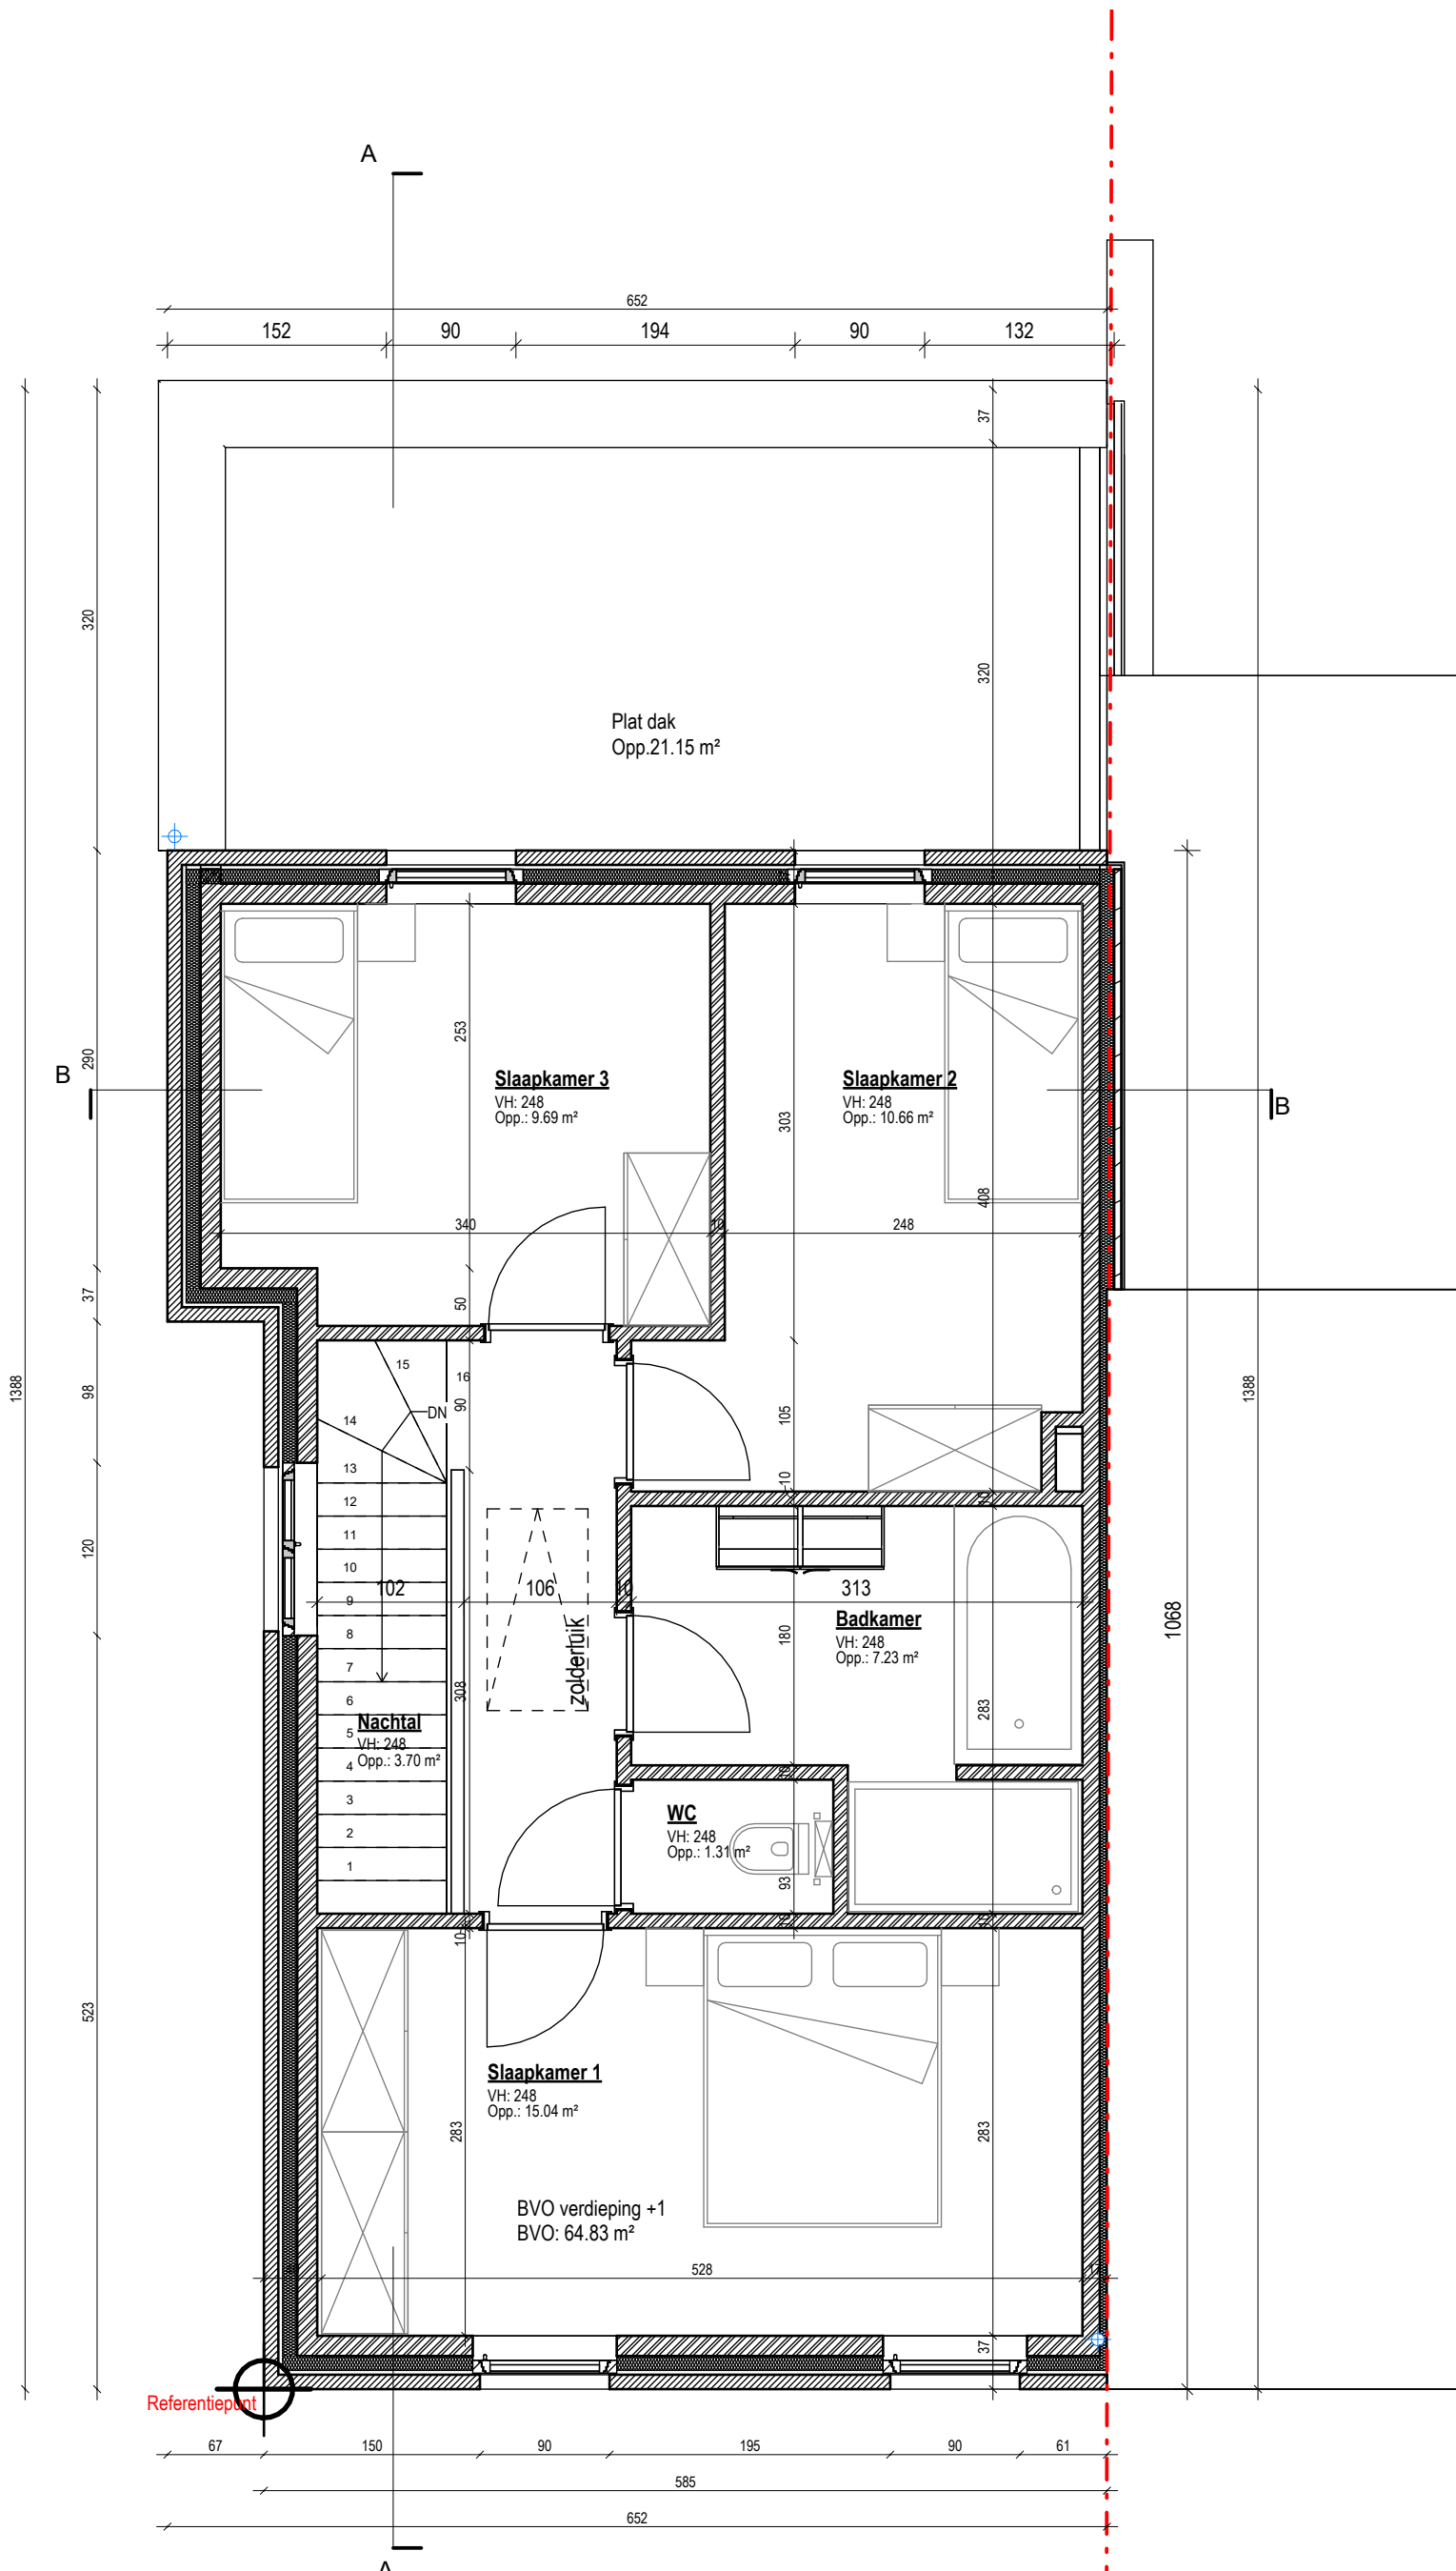 A
652
152 90 194 90 132
37
320
320
Plat dak
Opp.21.15 m²
253
290
B
Slaapkamer 3
VH: 248
Opp.: 9.69 m²
Slaapkamer 2
VH: 248
Opp.: 10.66 m²
B
303
408
340 10 248
37
50
1388
98
15
16
90
14
DN
105
1388
13
12
10
10
11
120
10
102 106 10 313
9
8
7
6
5
4
3
2
1
308
zolderluik
Badkamer
VH: 248
Opp.: 7.23 m²
180
1068
283
Nachtal
VH: 248
Opp.: 3.70 m²
10
WC
VH: 248
Opp.: 1.31 m²
93
10
10
10
523
Slaapkamer 1
VH: 248
Opp.: 15.04 m²
283
283
BVO verdieping +1
BVO: 64.83 m²
528
37
Referentiepunt
67 150 90 195 90 61
585
652
A